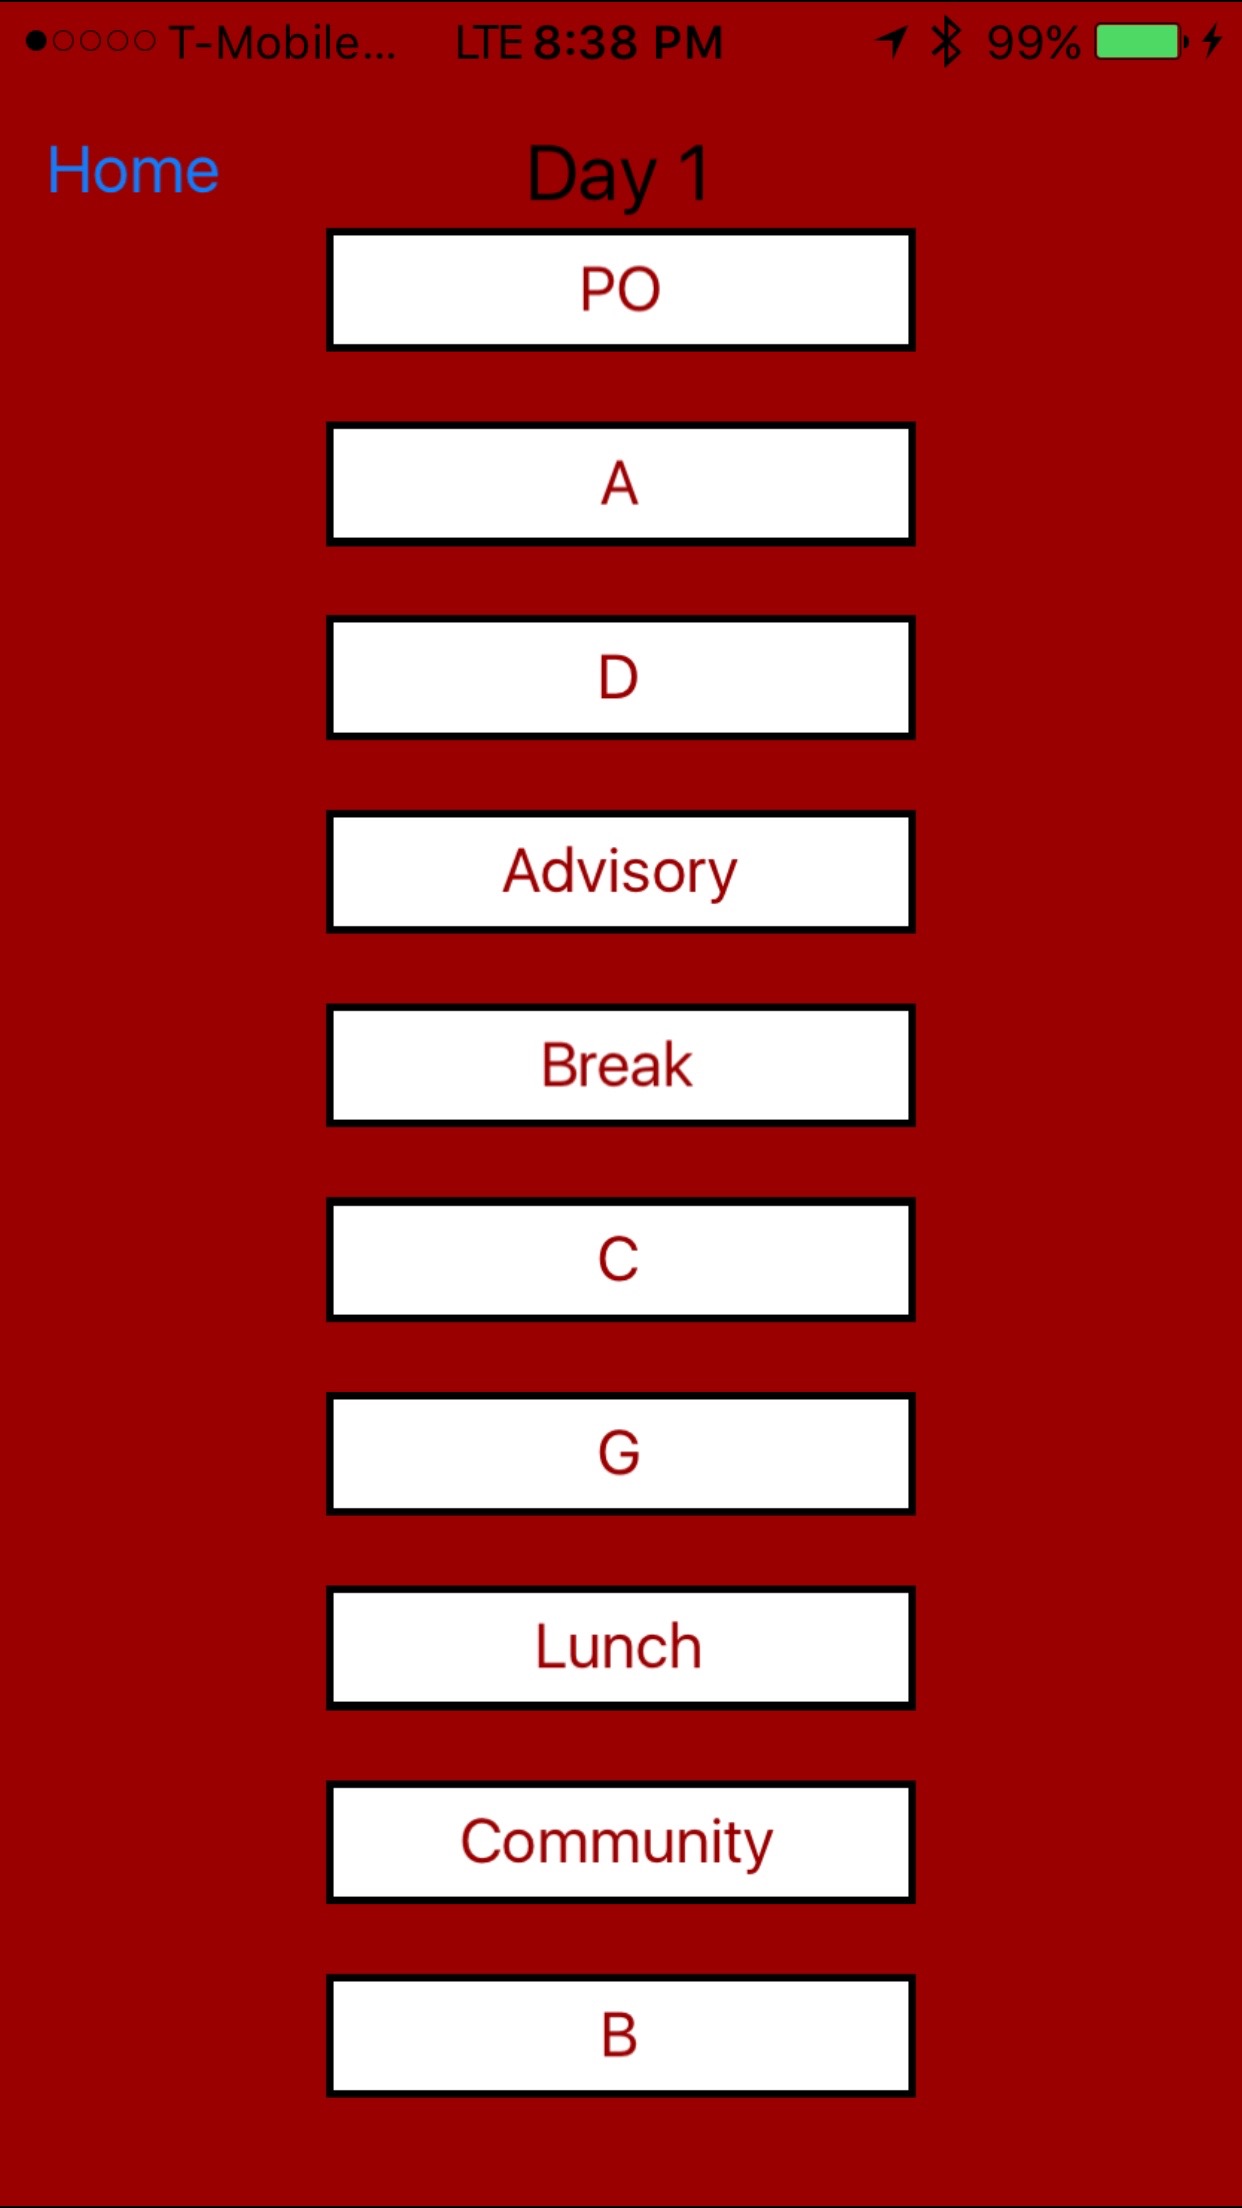 T-Mobile... LTE 8:38 PM 99%
Home Day 1
PO
A
D
Advisory
Break
C
G
Lunch
Community
B